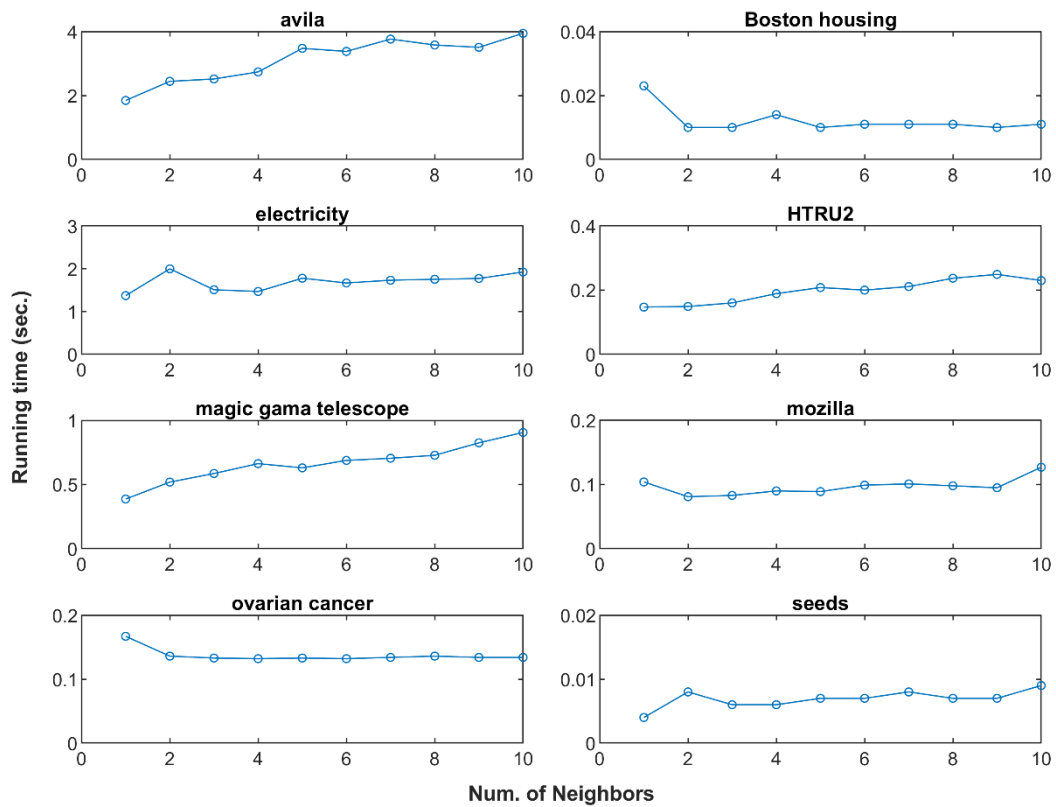 avila
4
2
0
0 2 4 6 8 10
Boston housing
0.04
0.02
0
0 2 4 6 8 10
electricity
3
2
1
0
0 2 4 6 8 10
HTRU2
0.4
0.2
0
0 2 4 6 8 10
magic gama telescope
1
0.5
0
0 2 4 6 8 10
mozilla
0.2
0.1
0
0 2 4 6 8 10
ovarian cancer
0.2
0.1
0
0 2 4 6 8 10
seeds
0.02
0.01
0
0 2 4 6 8 10
Running time (sec.)
Num. of Neighbors